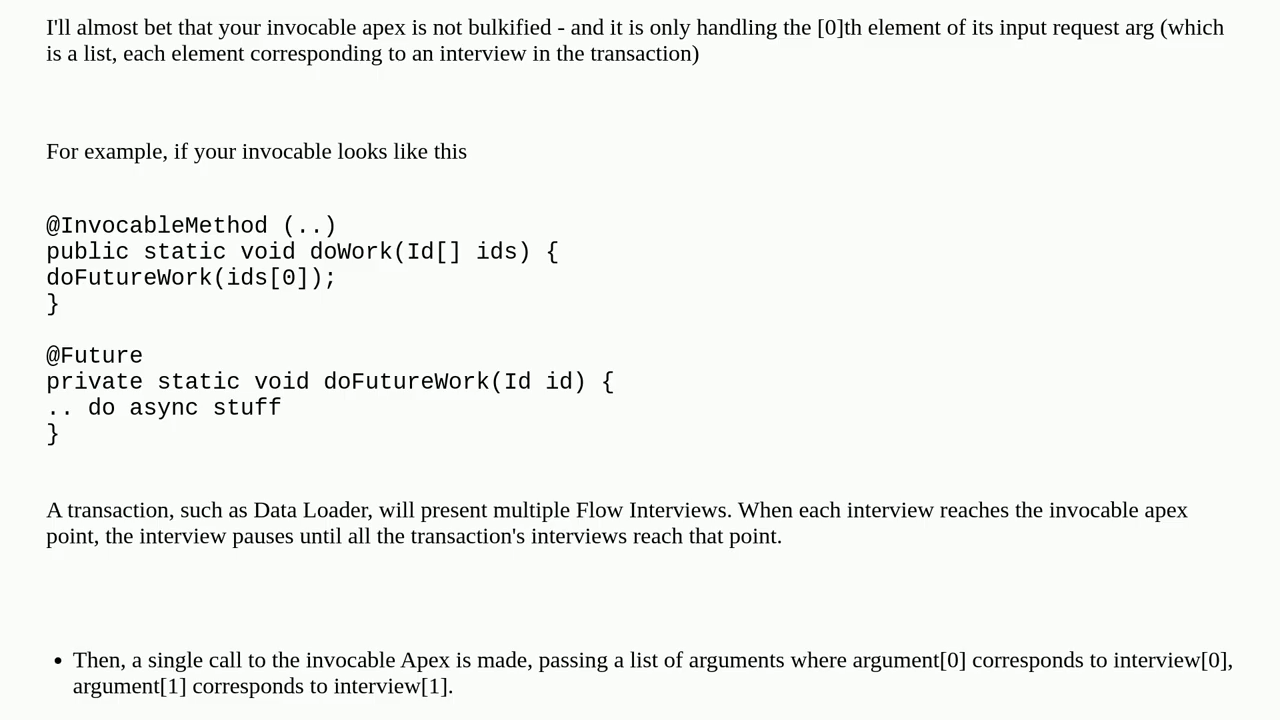 I'll almost bet that your invocable apex is not bulkified - and it is only handling the [0]th element of its input request arg (which
is a list, each element corresponding to an interview in the transaction)
For example, if your invocable looks like this
@InvocableMethod (..)
public static void doWork(Id[] ids) {
doFutureWork(ids[0]);
}
@Future
private static void doFutureWork(Id id) {
.. do async stuff
}
A transaction, such as Data Loader, will present multiple Flow Interviews. When each interview reaches the invocable apex
point, the interview pauses until all the transaction's interviews reach that point.
• Then, a single call to the invocable Apex is made, passing a list of arguments where argument[0] corresponds to interview[0],
argument[1] corresponds to interview[1].